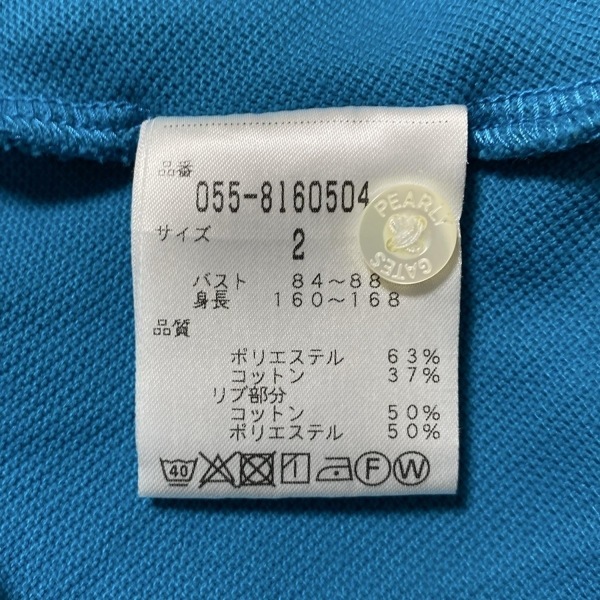 品番
055-8160504
サイズ
2
バスト 84～88
身長 160～168
品質
ポリエステル 63%
コットン 37%
リブ部分
コットン 50%
ポリエステル 50%
40 F W
PEARLY
GATES